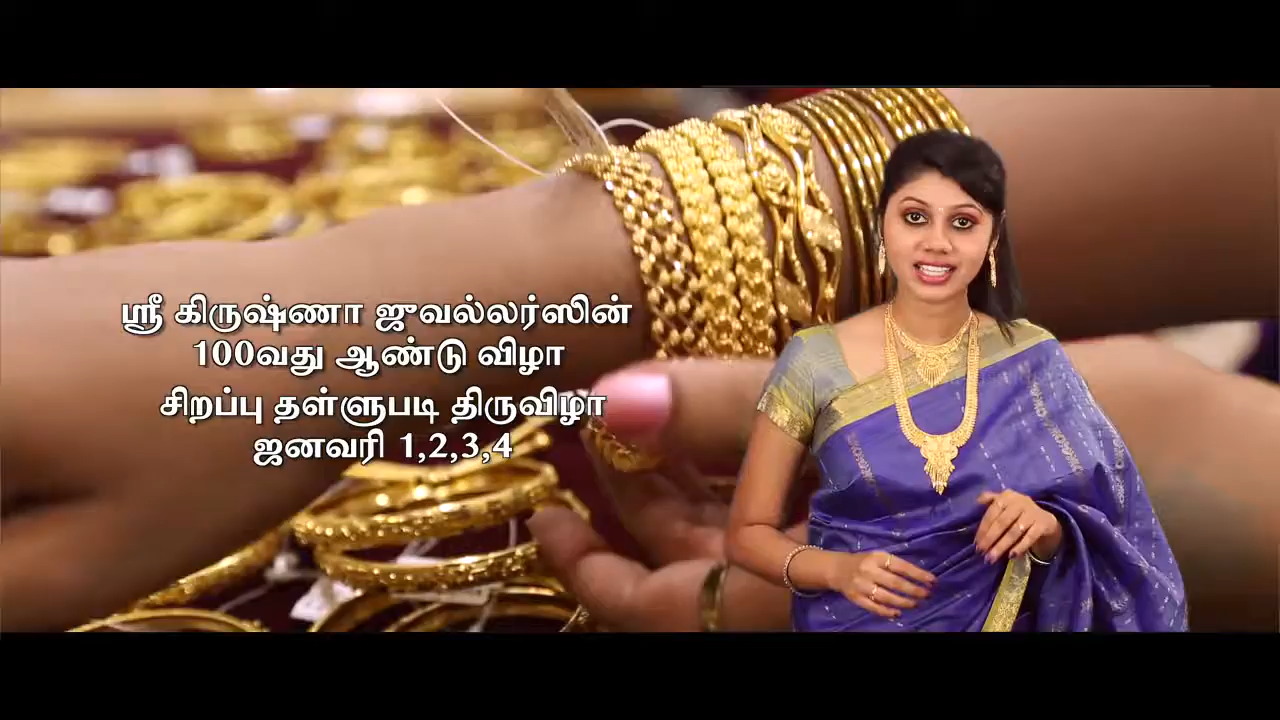 ஸ்ரீ கிருஷ்ணா ஜுவல்லர்ஸின்
100வது ஆண்டு விழா
சிறப்பு தள்ளுபடி திருவிழா
ஜனவரி 1,2,3,4